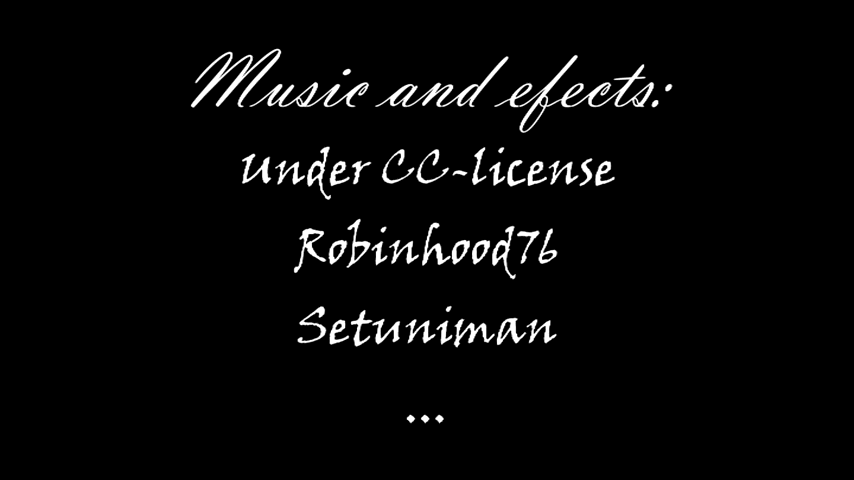 Music and efects:
Under CC-license
Robinhood76
Setuniman
...